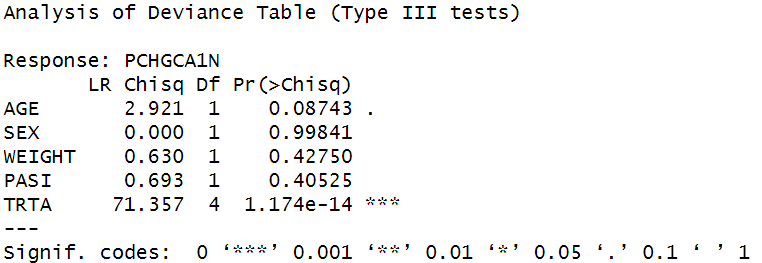 Analysis of Deviance Table (Type III tests)

Response: PCHGCA1N
       LR Chisq Df Pr(>Chisq)
AGE       2.921  1    0.08743 .
SEX       0.000  1    0.99841
WEIGHT    0.630  1    0.42750
PASI      0.693  1    0.40525
TRTA     71.357  4  1.174e-14 ***
---
Signif. codes:  0 ‘***’ 0.001 ‘**’ 0.01 ‘*’ 0.05 ‘.’ 0.1 ‘ ’ 1